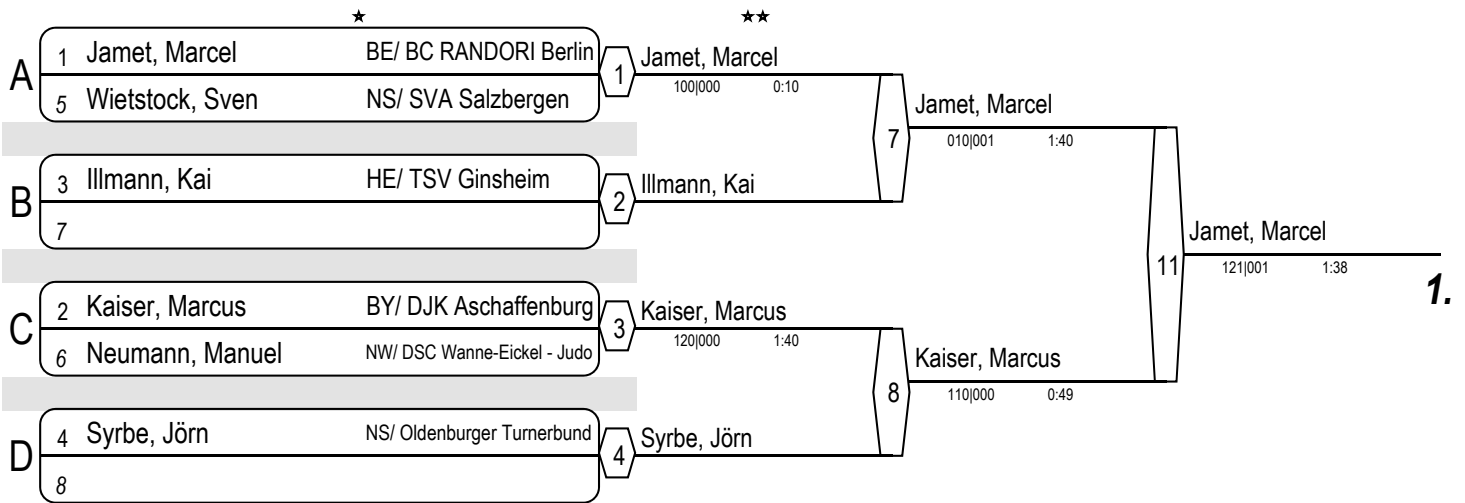 ★ ★★
A
1 Jamet, Marcel BE/ BC RANDORI Berlin
5 Wietstock, Sven NS/ SVA Salzbergen
1
Jamet, Marcel
100|000 0:10
B
3 Illmann, Kai HE/ TSV Ginsheim
7
2
Illmann, Kai
7
Jamet, Marcel
010|001 1:40
C
2 Kaiser, Marcus BY/ DJK Aschaffenburg
6 Neumann, Manuel NW/ DSC Wanne-Eickel - Judo
3
Kaiser, Marcus
120|000 1:40
D
4 Syrbe, Jörn NS/ Oldenburger Turnerbund
8
4
Syrbe, Jörn
8
Kaiser, Marcus
110|000 0:49
11
Jamet, Marcel
121|001 1:38
1.